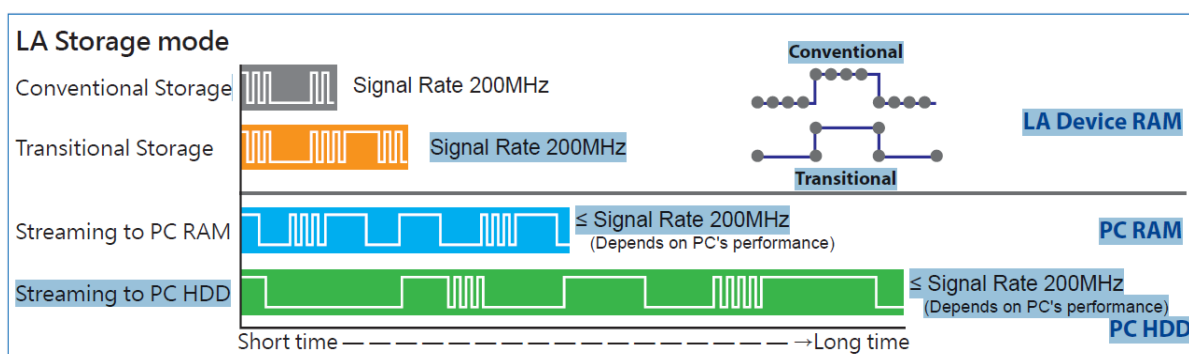 LA Storage mode
Conventional Storage
Signal Rate 200MHz
Conventional
LA Device RAM
Transitional Storage
Signal Rate 200MHz
Transitional
Streaming to PC RAM
≤ Signal Rate 200MHz
(Depends on PC's performance)
PC RAM
Streaming to PC HDD
≤ Signal Rate 200MHz
(Depends on PC's performance)
PC HDD
Short time
Long time